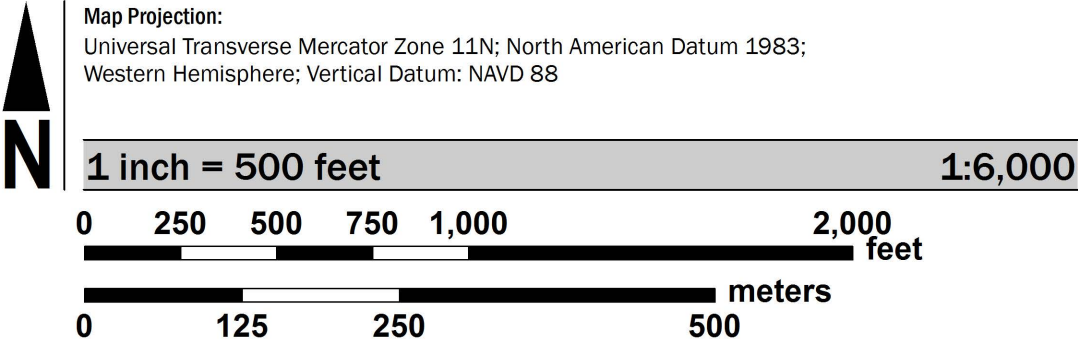 Map Projection:
Universal Transverse Mercator Zone 11N; North American Datum 1983;
Western Hemisphere; Vertical Datum: NAVD 88
N
1 inch = 500 feet 1:6,000
0 250 500 750 1,000 2,000
feet
meters
0 125 250 500